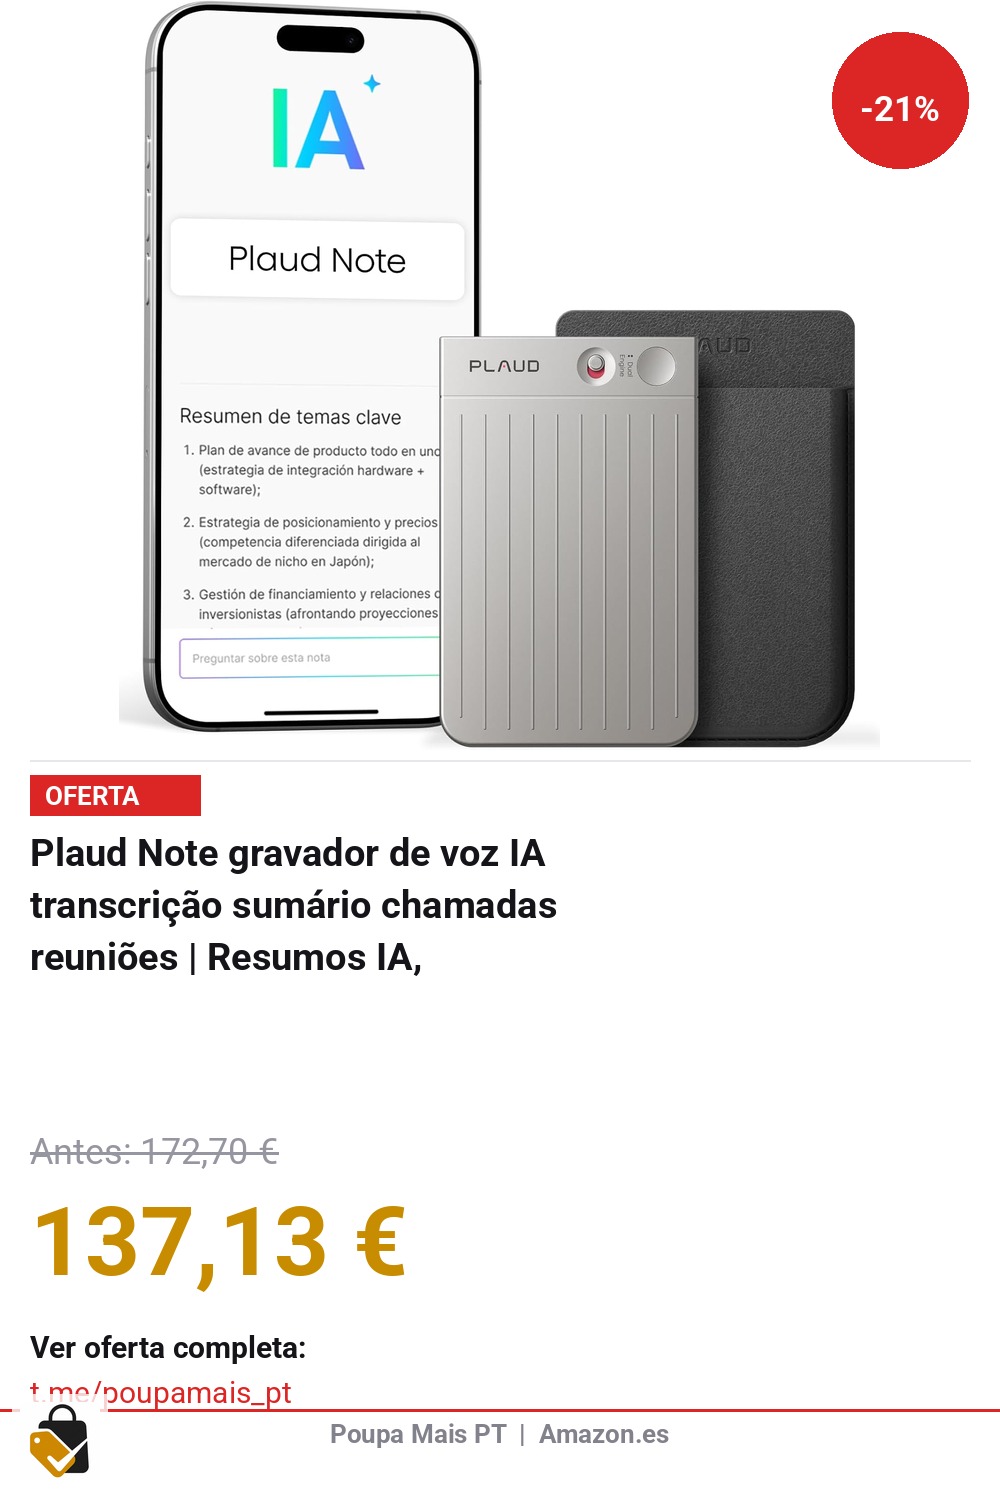 IA
-21%
Plaud Note
Resumen de temas clave
1. Plan de avance de producto todo en uno
(estrategia de integración hardware +
software);
2. Estrategia de posicionamiento y precios
(competencia diferenciada dirigida al
mercado de nicho en Japón);
3. Gestión de financiamiento y relaciones
inversionistas (afrontando proyecciones
Preguntar sobre esta nota
PLAUD
Dual
Engine
OFERTA
Plaud Note gravador de voz IA
transcrição sumário chamadas
reuniões | Resumos IA,
Antes: 172,70 €
137,13 €
Ver oferta completa:
t.me/poupamais_pt
Poupa Mais PT | Amazon.es